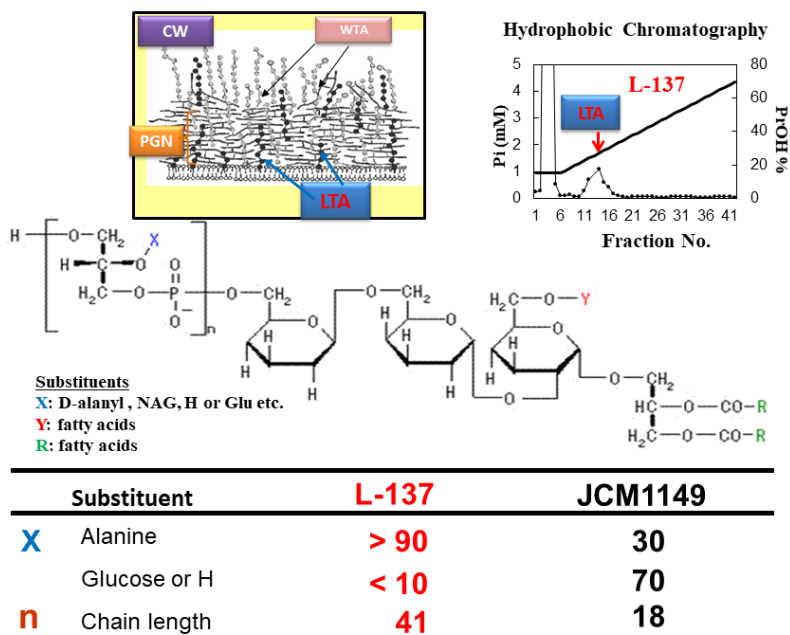 CW
WTA
PGN
LTA
Hydrophobic Chromatography
L-137
LTA
Pi (mM)
5
4
3
2
1
0
80
60
40
20
0
PrOH %
1 6 11 16 21 26 31 36 41
Fraction No.
H
O
CH₂
X
H
C
O
O
H₂C
O
P
O
O
n
O
CH₂
O
H
H
H
O
CH₂
O
H
H
H
O
H₂C
O
Y
O
H
H
O
CH₂
HC
O
CO
R
H₂C
O
CO
R
Substituents
X: D-alanyl , NAG, H or Glu etc.
Y: fatty acids
R: fatty acids
Substituent L-137 JCM1149
X Alanine > 90 30
Glucose or H < 10 70
n Chain length 41 18